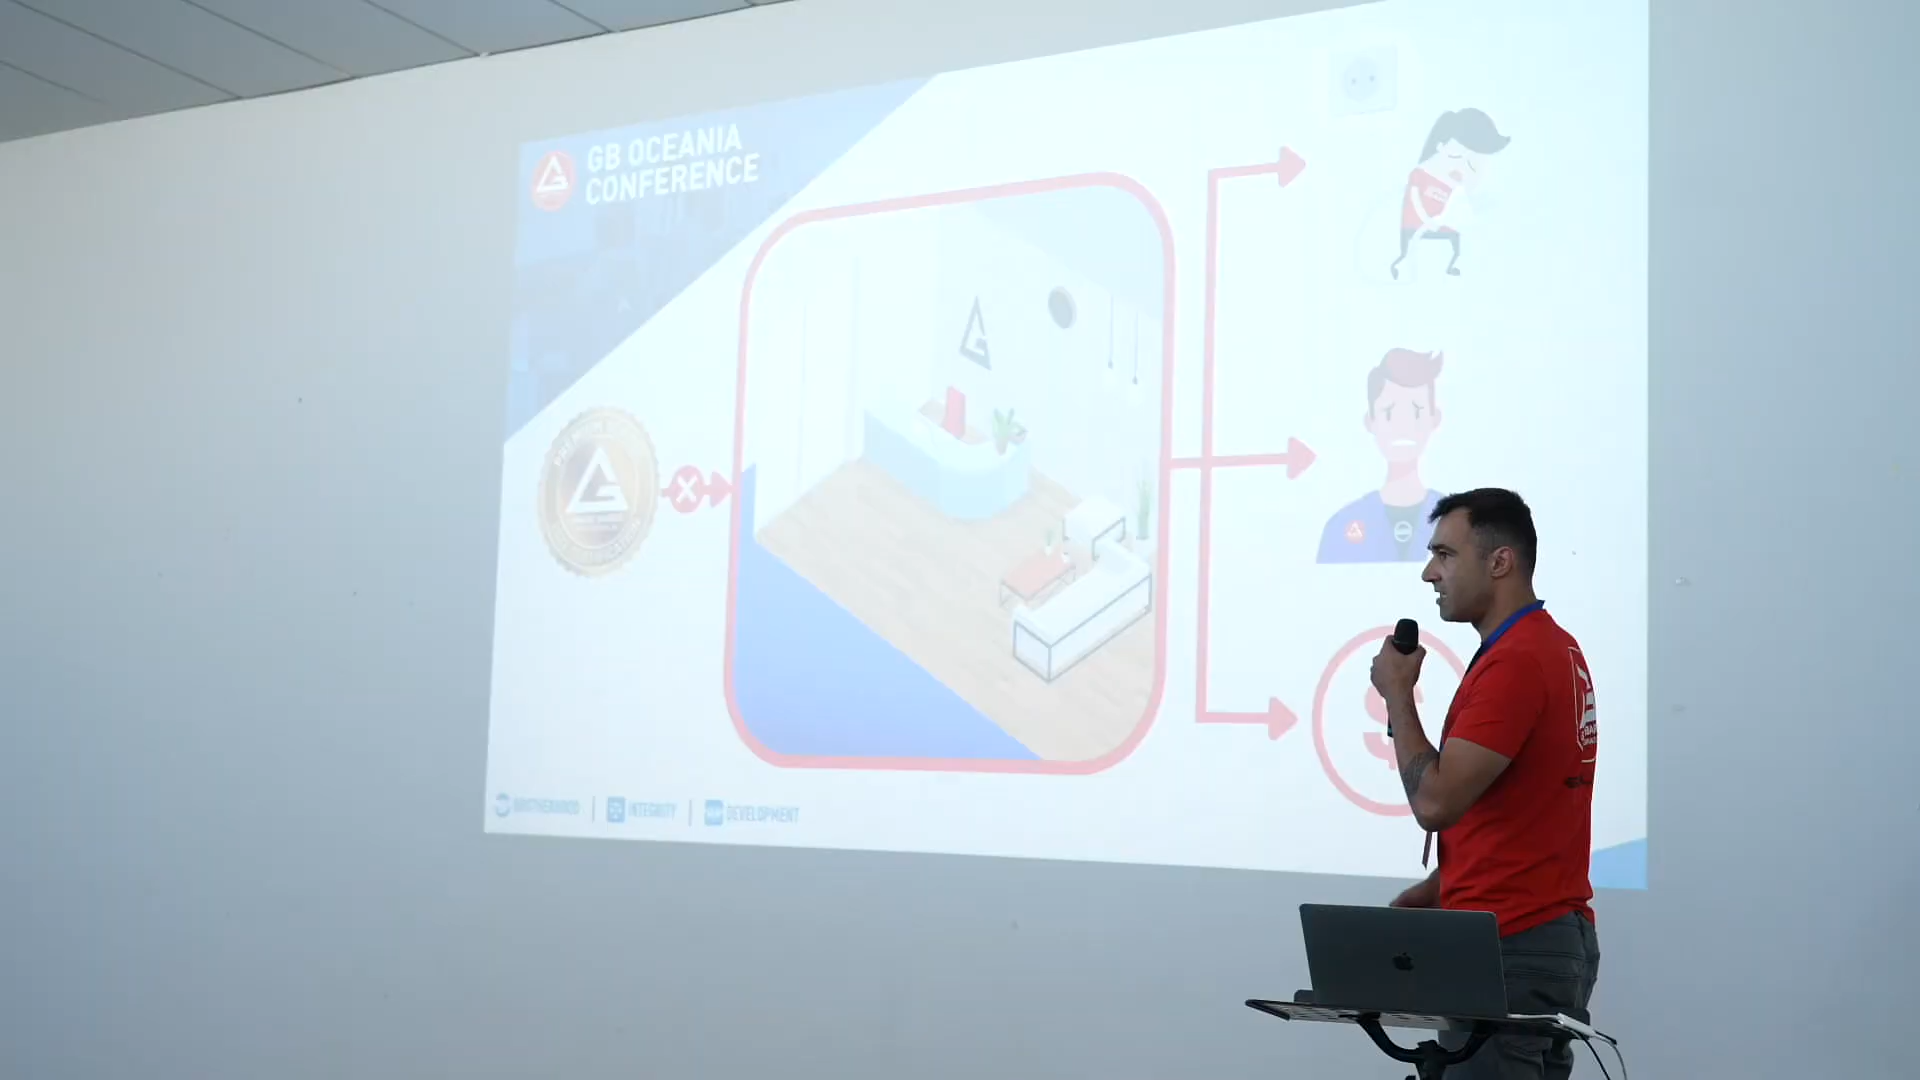 GB OCEANIA
CONFERENCE
BROTHERHOOD | INTEGRITY | DEVELOPMENT